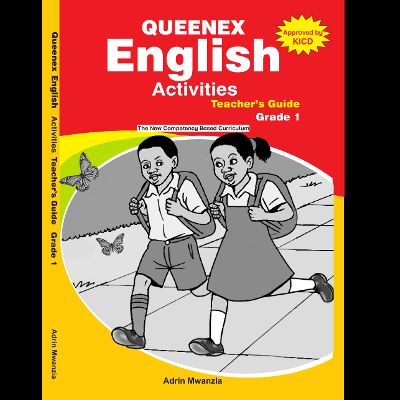 QUEENEX
English
Activities
Teacher's Guide
Grade 1
Approved by
KICD
The New Competency Based Curriculum
Adrin Mwanzia
QUEENEX English Activities Teacher's Guide Grade 1
Adrin Mwanzia